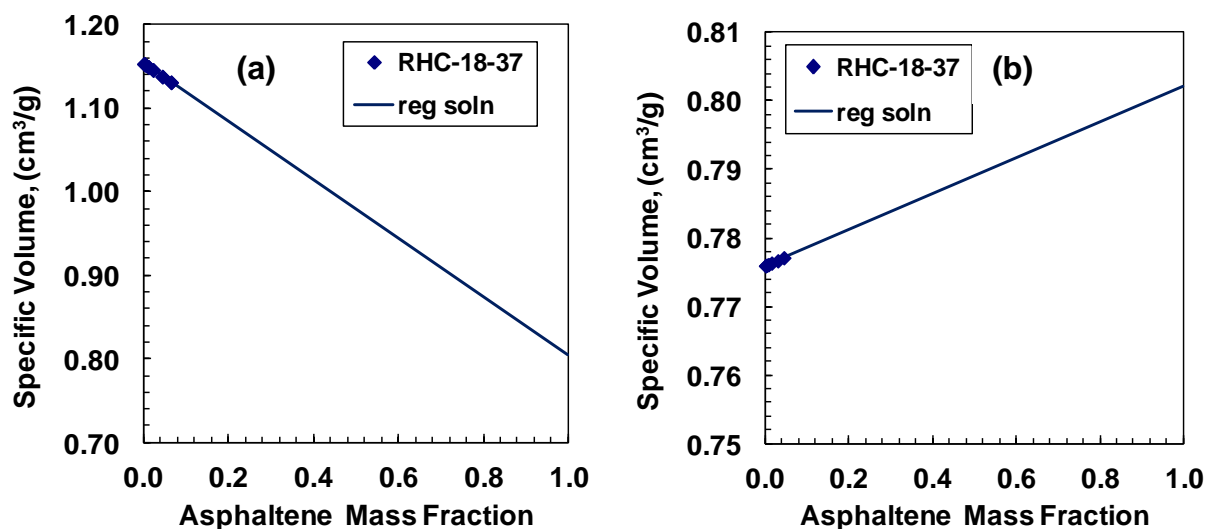 1.20
1.10
1.00
0.90
0.80
0.70
Specific Volume, (cm³/g)
(a)
RHC-18-37
reg soln
0.0 0.2 0.4 0.6 0.8 1.0
Asphaltene Mass Fraction
0.81
0.80
0.79
0.78
0.77
0.76
0.75
Specific Volume, (cm³/g)
RHC-18-37
reg soln
(b)
0.0 0.2 0.4 0.6 0.8 1.0
Asphaltene Mass Fraction